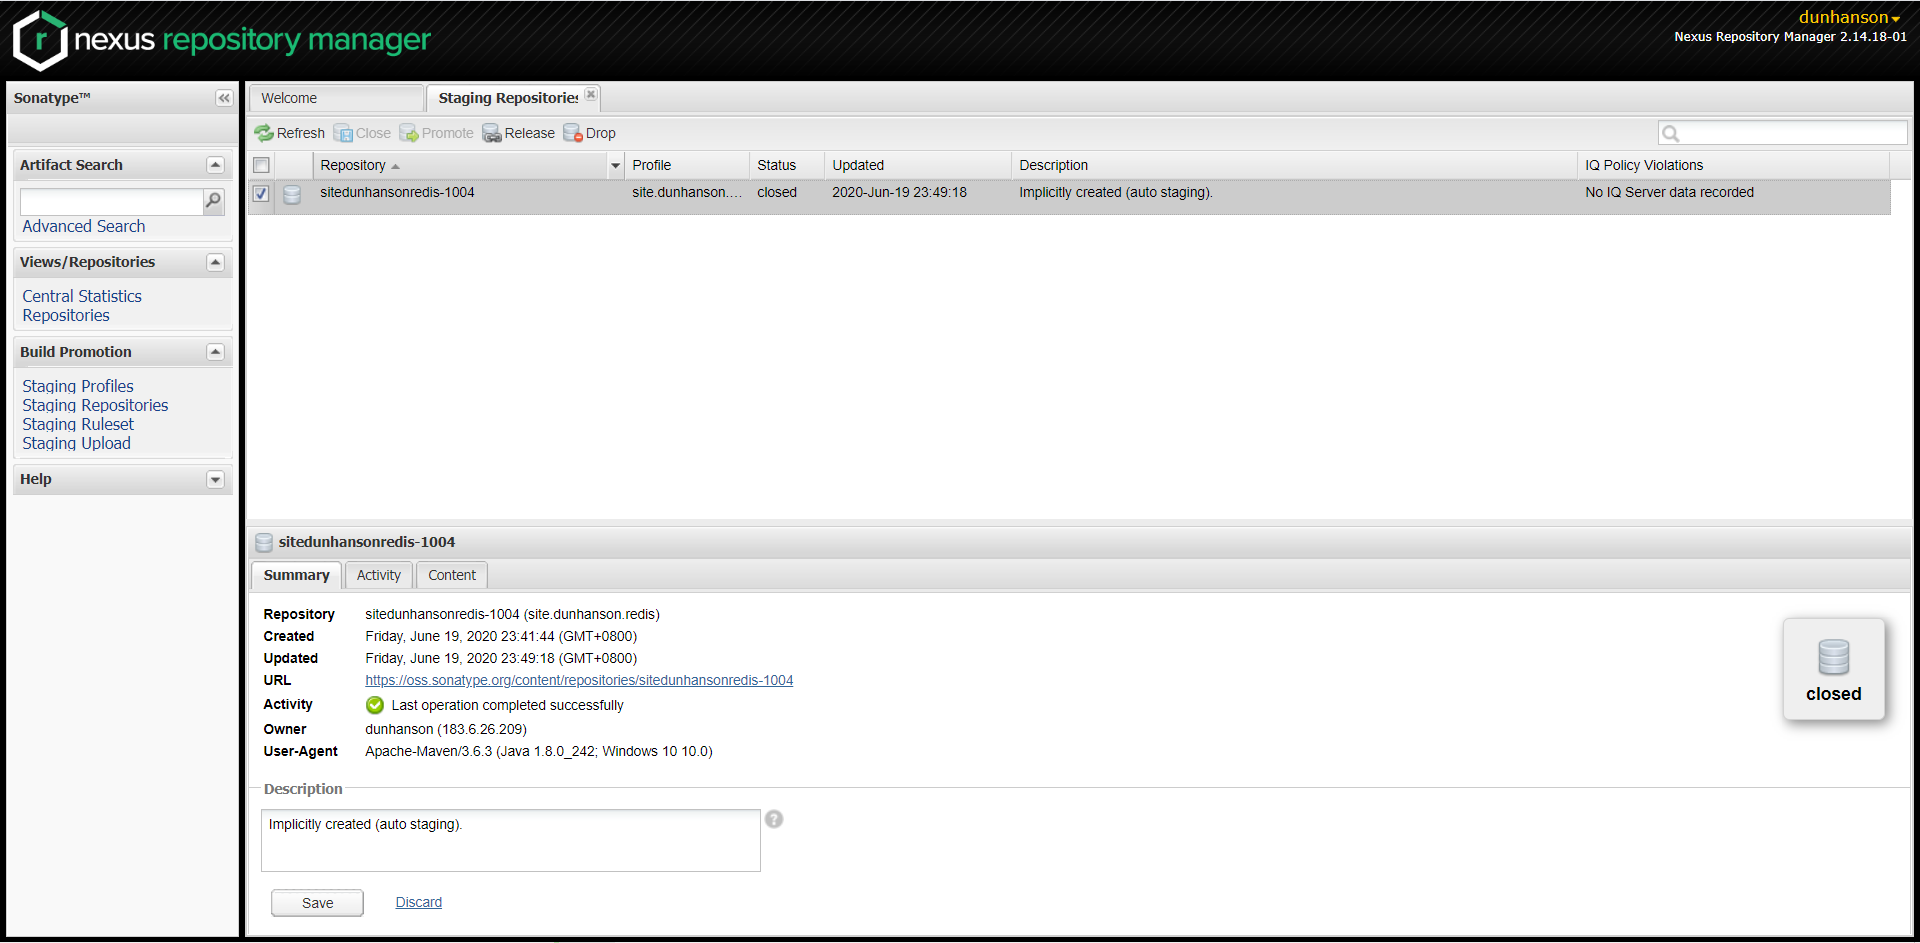 nexus repository manager
dunhanson
Nexus Repository Manager 2.14.18-01
Sonatype™
Artifact Search
Advanced Search
Views/Repositories
Central Statistics
Repositories
Build Promotion
Staging Profiles
Staging Repositories
Staging Ruleset
Staging Upload
Help
Welcome
Staging Repositories
Refresh Close Promote Release Drop
Repository Profile Status Updated Description IQ Policy Violations
sitedunhansonredis-1004 site.dunhanson.... closed 2020-Jun-19 23:49:18 Implicitly created (auto staging). No IQ Server data recorded
sitedunhansonredis-1004
Summary Activity Content
Repository sitedunhansonredis-1004 (site.dunhanson.redis)
Created Friday, June 19, 2020 23:41:44 (GMT+0800)
Updated Friday, June 19, 2020 23:49:18 (GMT+0800)
URL https://oss.sonatype.org/content/repositories/sitedunhansonredis-1004
Activity Last operation completed successfully
Owner dunhanson (183.6.26.209)
User-Agent Apache-Maven/3.6.3 (Java 1.8.0_242; Windows 10 10.0)
closed
Description
Implicitly created (auto staging).
Save Discard